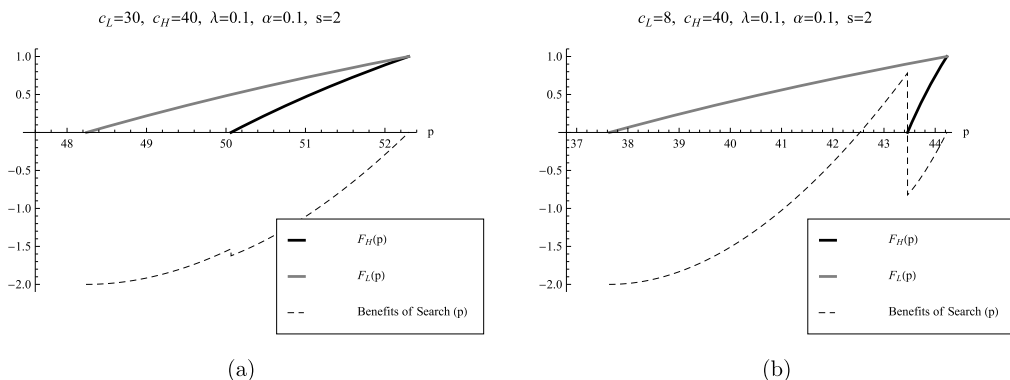 c_L=30, c_H=40, λ=0.1, α=0.1, s=2
1.0
0.5
p
48 49 50 51 52
−0.5
−1.0
−1.5
−2.0
F_H(p)
F_L(p)
Benefits of Search (p)
(a)
c_L=8, c_H=40, λ=0.1, α=0.1, s=2
1.0
0.5
p
37 38 39 40 41 42 43 44
−0.5
−1.0
−1.5
−2.0
F_H(p)
F_L(p)
Benefits of Search (p)
(b)